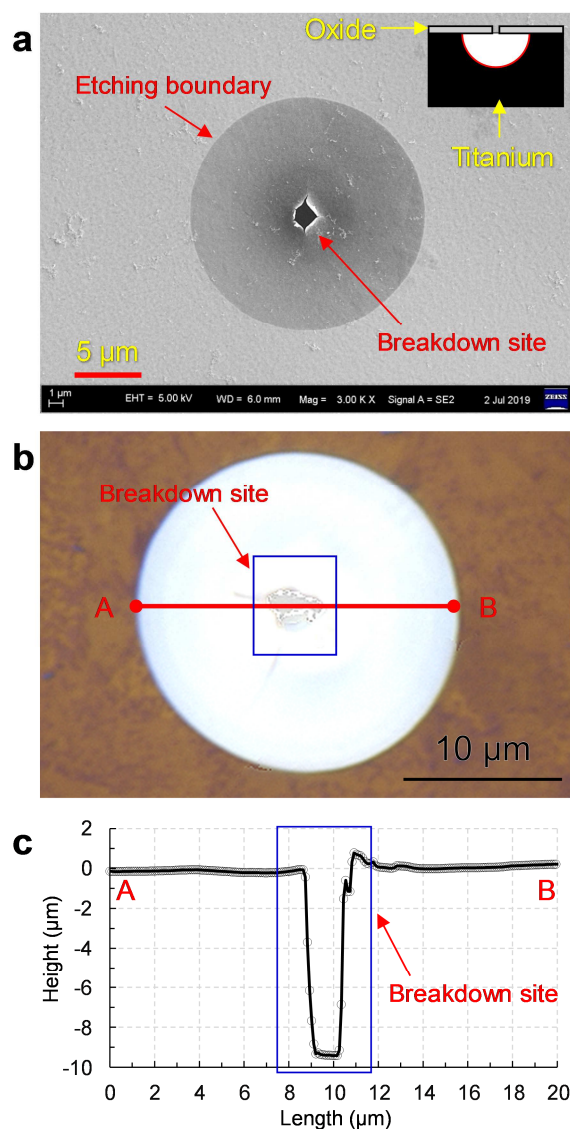 a
Oxide
Etching boundary
Titanium
Breakdown site
5 µm
1 µm
EHT = 5.00 kV WD = 6.0 mm Mag = 3.00 K X Signal A = SE2 2 Jul 2019 ZEISS
b
Breakdown site
A B
10 µm
c
2
0
-2
-4
-6
-8
-10
Height (µm)
A B
Breakdown site
0 2 4 6 8 10 12 14 16 18 20
Length (µm)